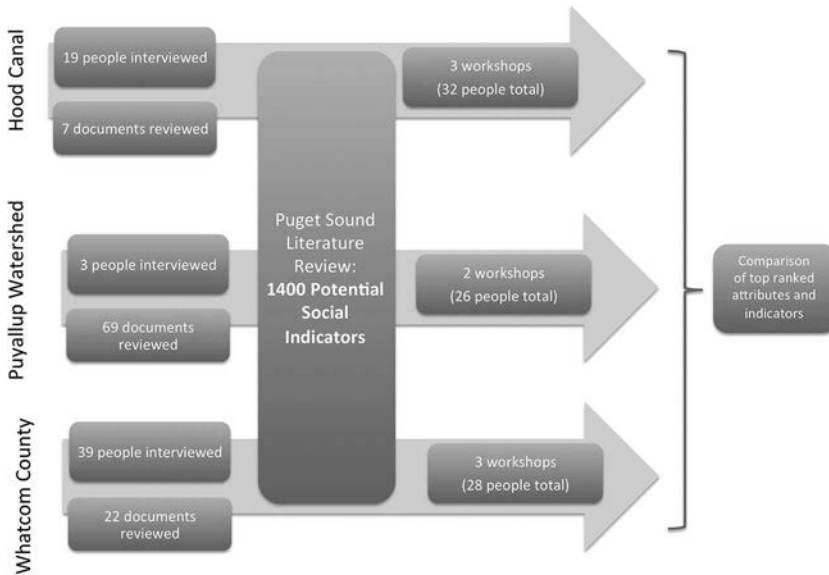 Hood Canal
19 people interviewed
7 documents reviewed
3 workshops
(32 people total)
Puyallup Watershed
3 people interviewed
69 documents
reviewed
Puget Sound
Literature
Review:
1400 Potential
Social
Indicators
2 workshops
(26 people total)
Comparison
of top ranked
attributes and
indicators
Whatcom County
39 people interviewed
22 documents
reviewed
3 workshops
(28 people total)